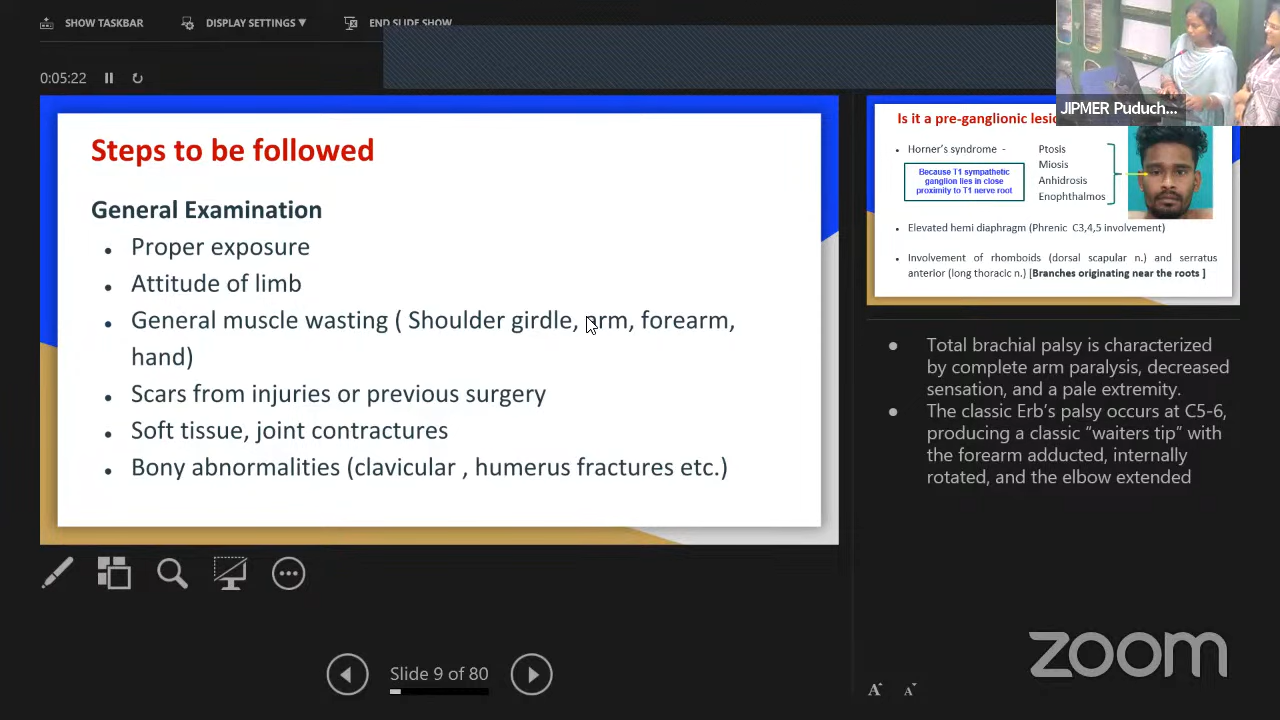 SHOW TASKBAR
DISPLAY SETTINGS ▼
END SLIDE SHOW
0:05:22
Steps to be followed
General Examination
• Proper exposure
• Attitude of limb
• General muscle wasting ( Shoulder girdle, arm, forearm,
hand)
• Scars from injuries or previous surgery
• Soft tissue, joint contractures
• Bony abnormalities (clavicular , humerus fractures etc.)
Slide 9 of 80
JIPMER Puduch...
Is it a pre-ganglionic
• Horner's syndrome -
Ptosis
Miosis
Anhidrosis
Enophthalmos
Because T1 sympathetic
ganglion lies in close
proximity to T1 nerve root
• Elevated hemi diaphragm (Phrenic C3,4,5 involvement)
• Involvement of rhomboids (dorsal scapular n.) and serratus
anterior (long thoracic n.) [Branches originating near the roots ]
● Total brachial palsy is characterized
by complete arm paralysis, decreased
sensation, and a pale extremity.
● The classic Erb's palsy occurs at C5-6,
producing a classic “waiters tip” with
the forearm adducted, internally
rotated, and the elbow extended
zoom
A A